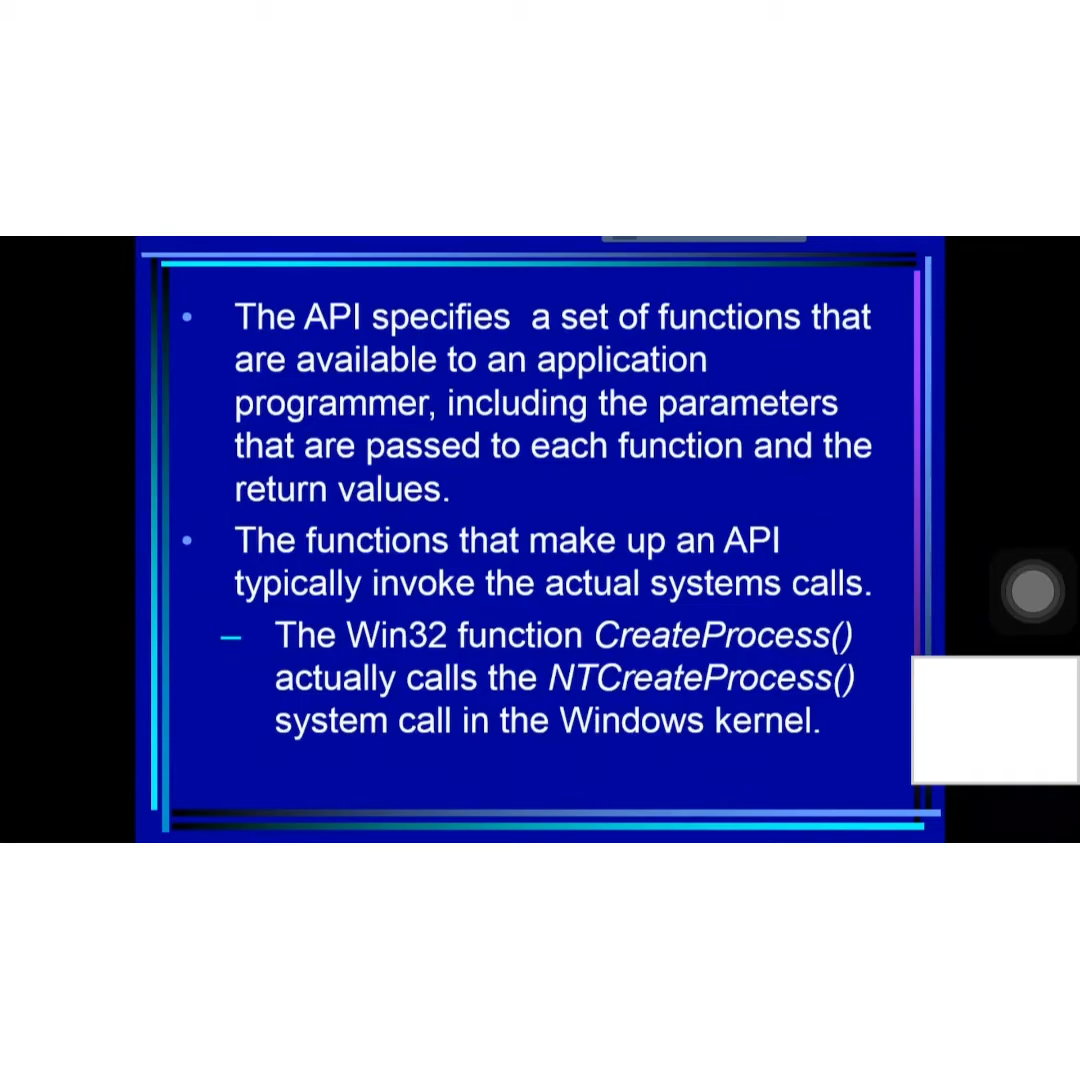 • The API specifies a set of functions that
are available to an application
programmer, including the parameters
that are passed to each function and the
return values.
• The functions that make up an API
typically invoke the actual systems calls.
– The Win32 function CreateProcess()
actually calls the NTCreateProcess()
system call in the Windows kernel.